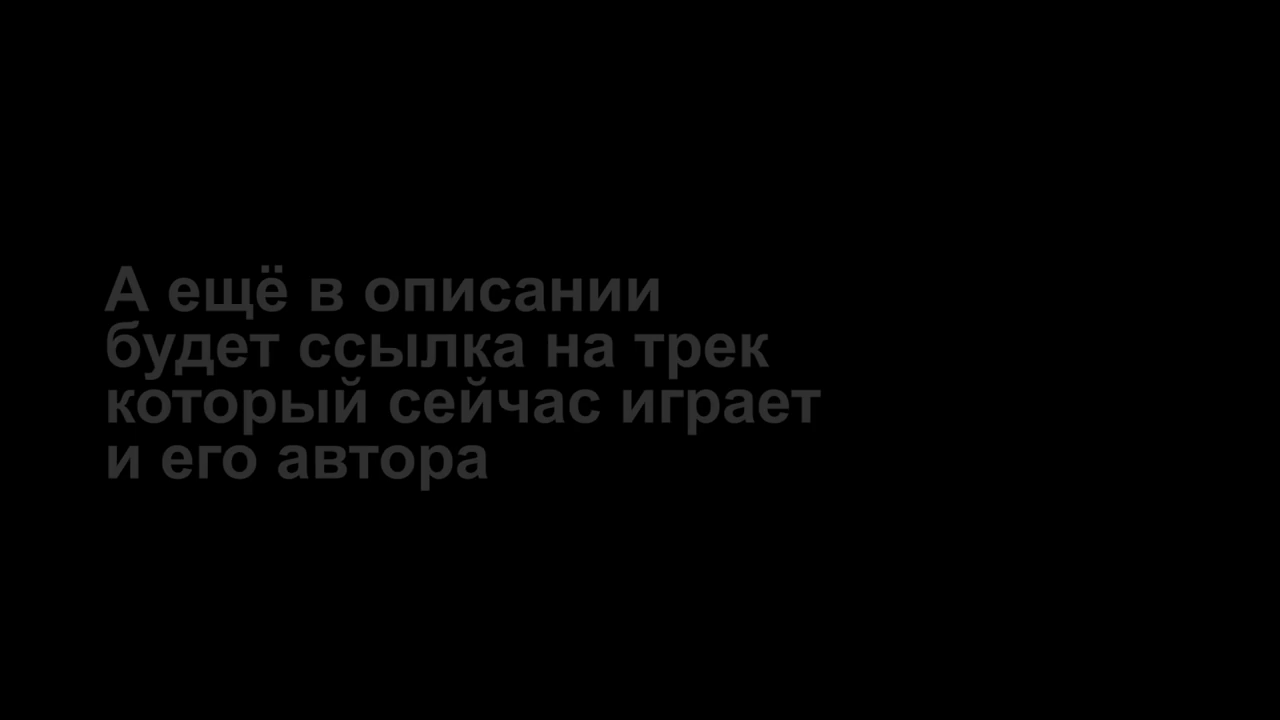 А ещё в описании
будет ссылка на трек
который сейчас играет
и его автора